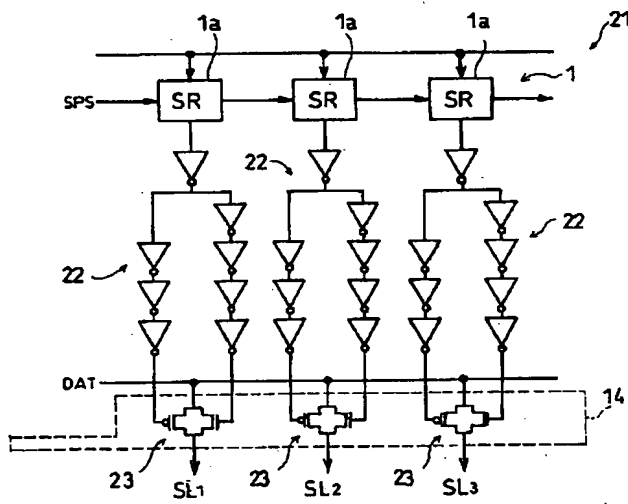 1a 1a 1a 21
1
SPS SR SR SR
22
22 22
DAT
14
23 23 23
SL1 SL2 SL3